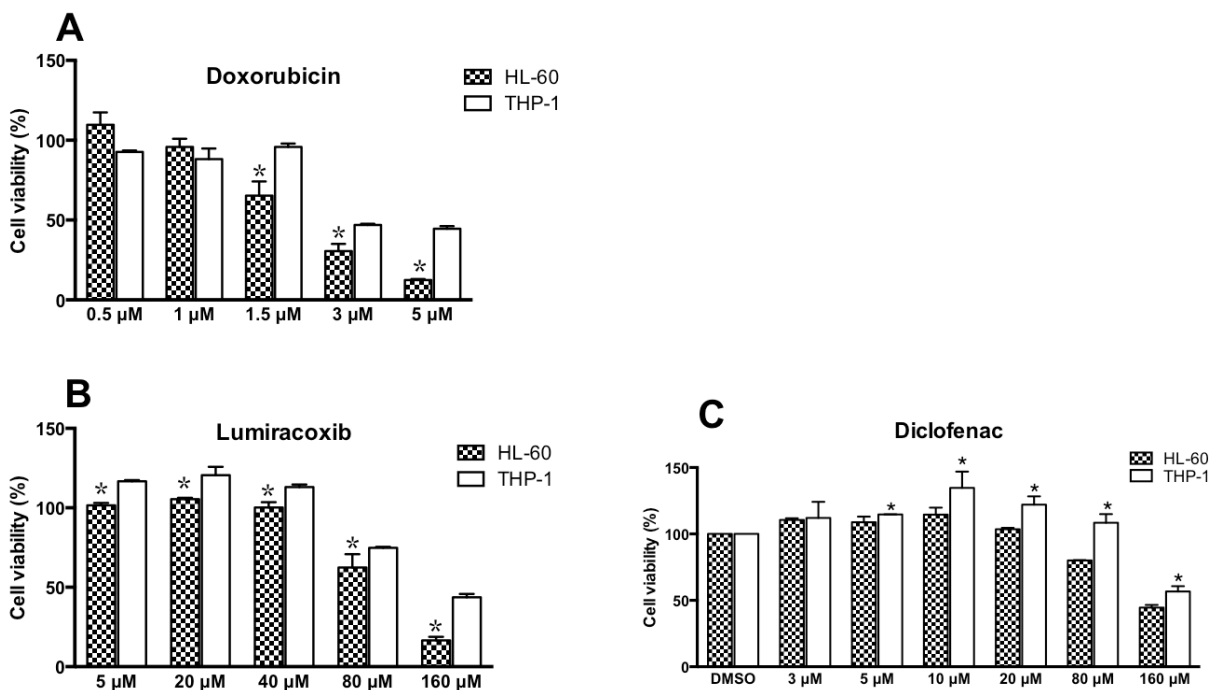 A
Doxorubicin
HL-60
THP-1
Cell viability (%)
150
100
50
0
*
*
*
0.5 µM 1 µM 1.5 µM 3 µM 5 µM
B
Lumiracoxib
HL-60
THP-1
Cell viability (%)
150
100
50
0
*
*
*
*
*
5 µM 20 µM 40 µM 80 µM 160 µM
C
Diclofenac
HL-60
THP-1
Cell viability (%)
150
100
50
0
*
*
*
*
*
DMSO 3 µM 5 µM 10 µM 20 µM 80 µM 160 µM